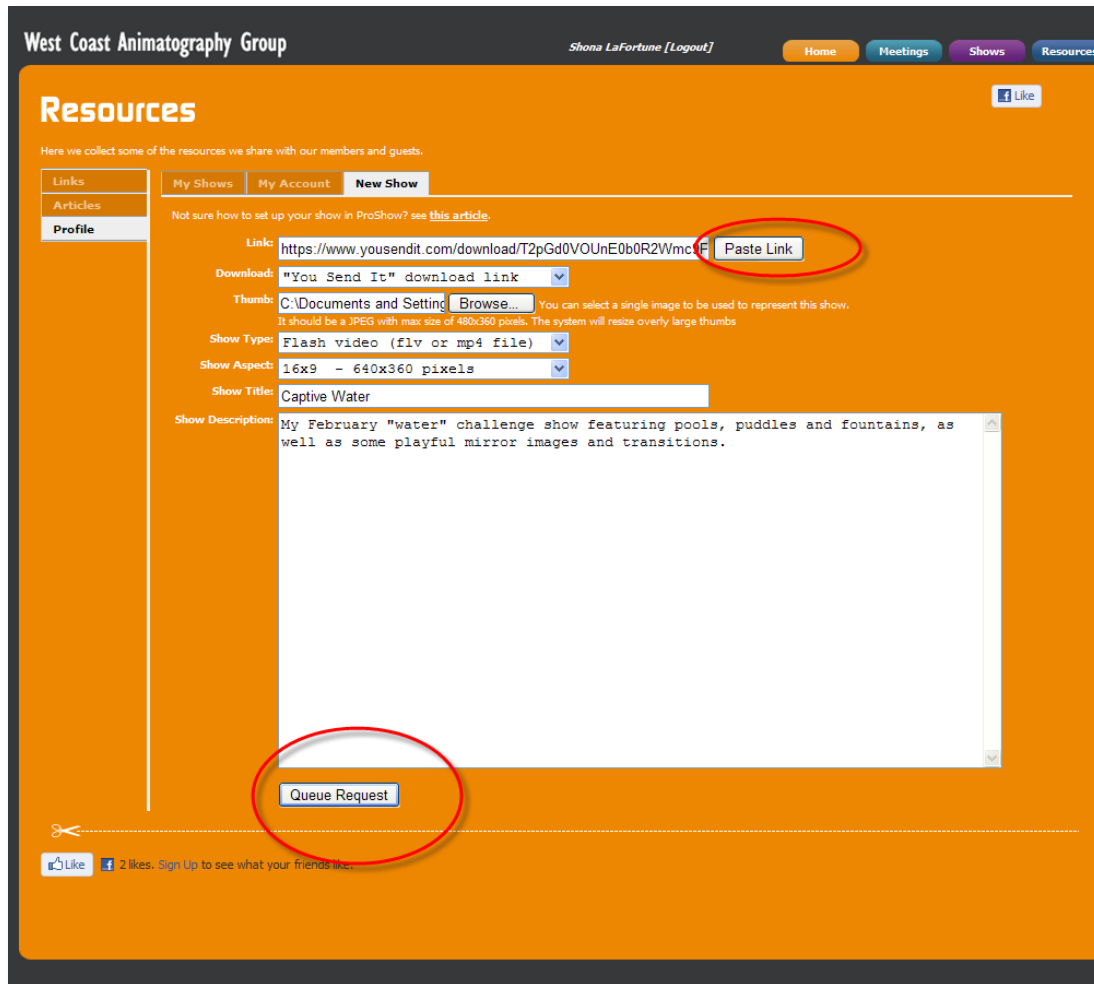 West Coast Animatography Group
Shona LaFortune [Logout]
Home
Meetings
Shows
Resources
Resources
Like
Here we collect some of the resources we share with our members and guests.
Links
Articles
Profile
My Shows
My Account
New Show
Not sure how to set up your show in ProShow? see this article.
Link: https://www.yousendit.com/download/T2pGd0VOUnE0b0R2Wmc9F Paste Link
Download: "You Send It" download link
Thumb: C:\Documents and Setting Browse... You can select a single image to be used to represent this show.
It should be a JPEG with max size of 480x360 pixels. The system will resize overly large thumbs
Show Type: Flash video (flv or mp4 file)
Show Aspect: 16x9 - 640x360 pixels
Show Title: Captive Water
Show Description: My February "water" challenge show featuring pools, puddles and fountains, as
well as some playful mirror images and transitions.
Queue Request
Like 2 likes. Sign Up to see what your friends like.